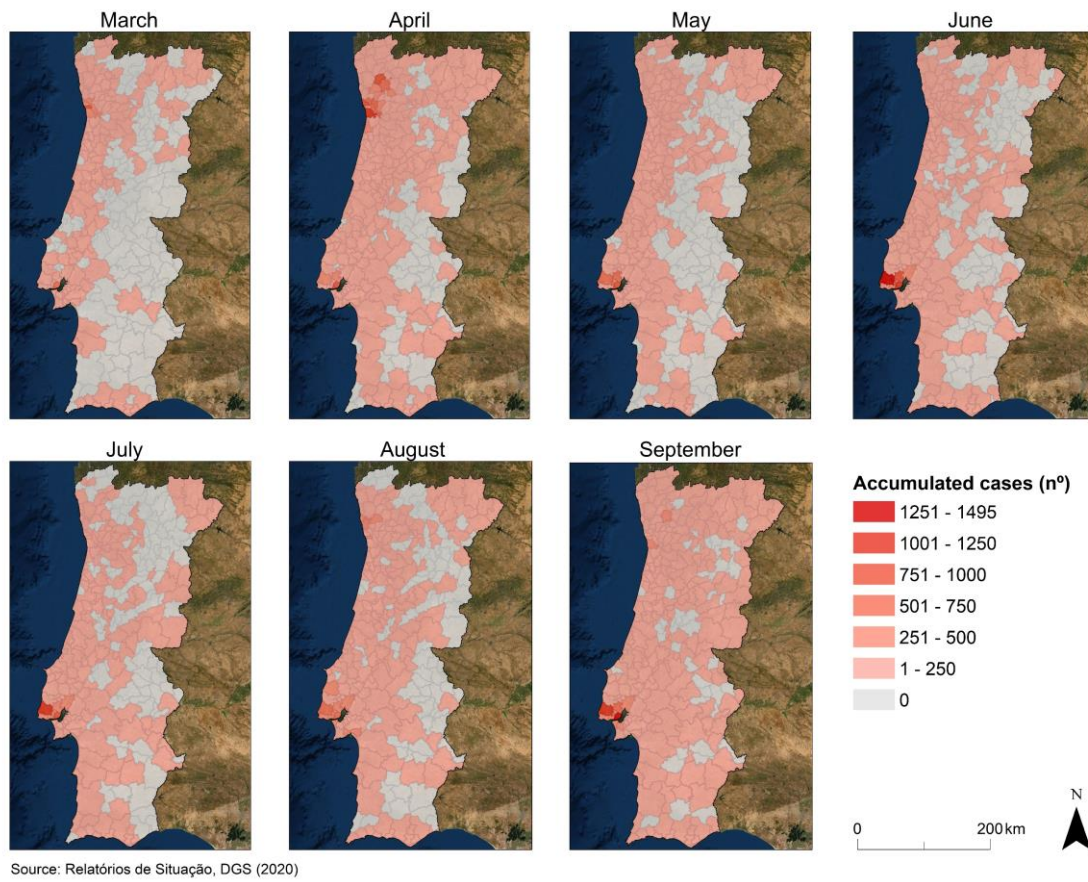 March
April
May
June
July
August
September
Accumulated cases (nº)
1251 - 1495
1001 - 1250
751 - 1000
501 - 750
251 - 500
1 - 250
0
N
0 200 km
Source: Relatórios de Situação, DGS (2020)